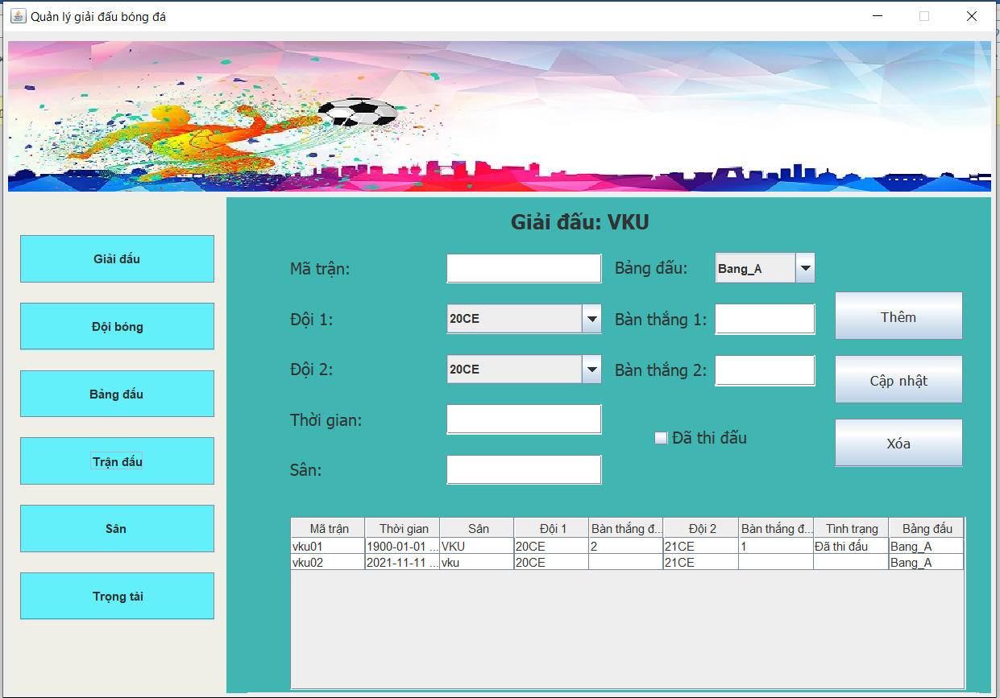 Quản lý giải đấu bóng đá
Giải đấu
Đội bóng
Bảng đấu
Trận đấu
Sân
Trọng tài
Giải đấu: VKU
Mã trận:
Bảng đấu: Bang_A
Đội 1: 20CE
Bàn thắng 1:
Đội 2: 20CE
Bàn thắng 2:
Thời gian:
Đã thi đấu
Sân:
Thêm
Cập nhật
Xóa
Mã trận Thời gian Sân Đội 1 Bàn thắng đ... Đội 2 Bàn thắng đ... Tình trạng Bảng đấu
vku01 1900-01-01 ... VKU 20CE 2 21CE 1 Đã thi đấu Bang_A
vku02 2021-11-11 ... vku 20CE 21CE Bang_A